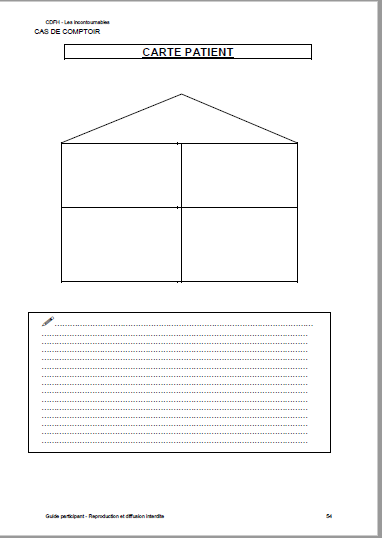 CDFH - Les incontournables
CAS DE COMPTOIR
CARTE PATIENT
Guide participant - Reproduction et diffusion interdite
54